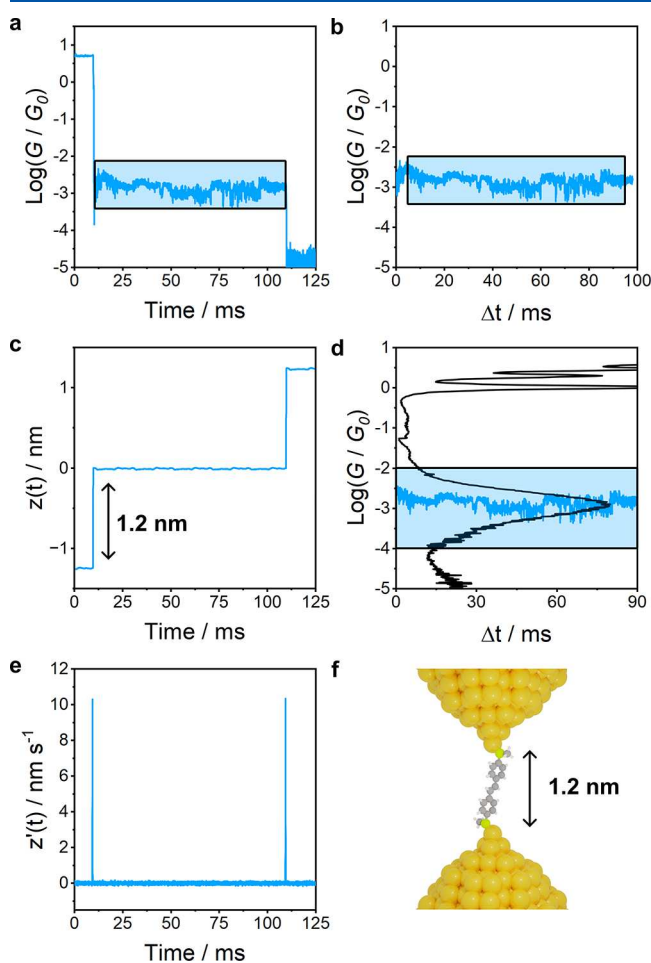 a
Log(G / G0)
1
0
-1
-2
-3
-4
-5
0 25 50 75 100 125
Time / ms
b
Log(G / G0)
1
0
-1
-2
-3
-4
-5
0 20 40 60 80 100
Δt / ms
c
z(t) / nm
1
0
−1
1.2 nm
0 25 50 75 100 125
Time / ms
d
Log(G / G0)
1
0
-1
-2
-3
-4
-5
0 30 60 90
Δt / ms
e
z'(t) / nm s⁻¹
12
10
8
6
4
2
0
0 25 50 75 100 125
Time / ms
f
1.2 nm